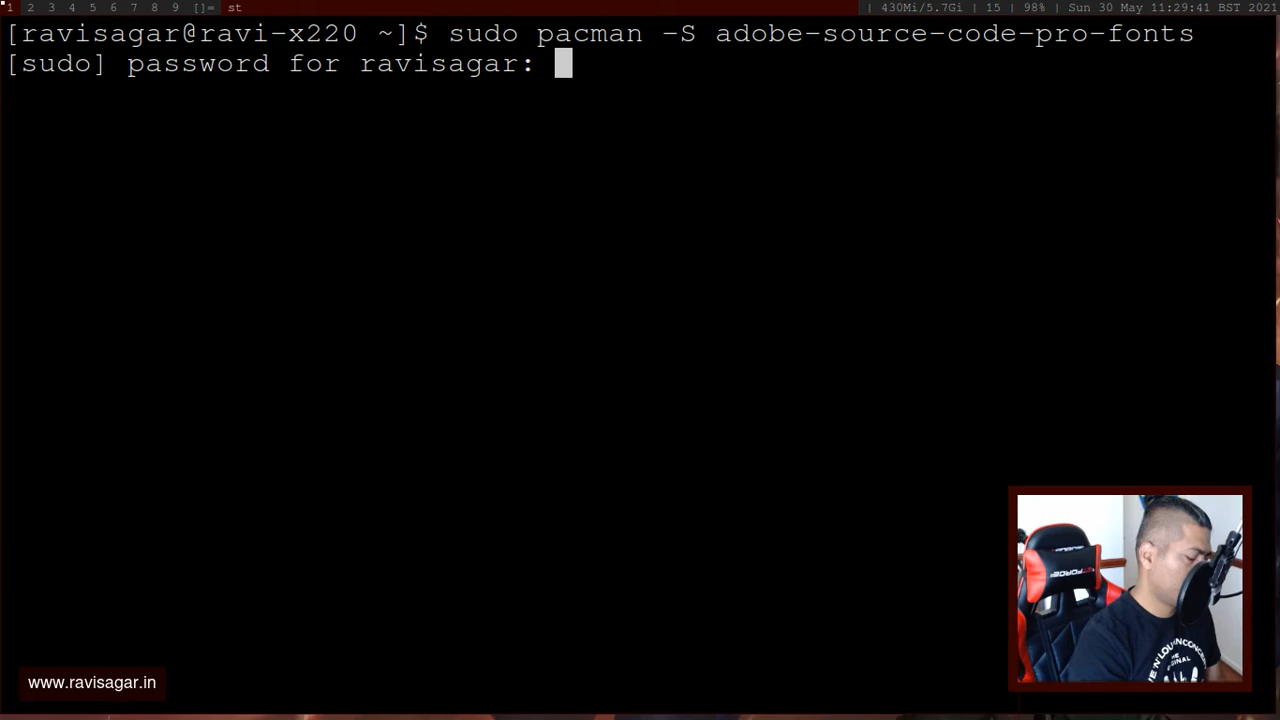 1 2 3 4 5 6 7 8 9 []= st | 430Mi/5.7Gi | 15 | 98% | Sun 30 May 11:29:41 BST 2021
[ravisagar@ravi-x220 ~]$ sudo pacman -S adobe-source-code-pro-fonts
[sudo] password for ravisagar:
www.ravisagar.in